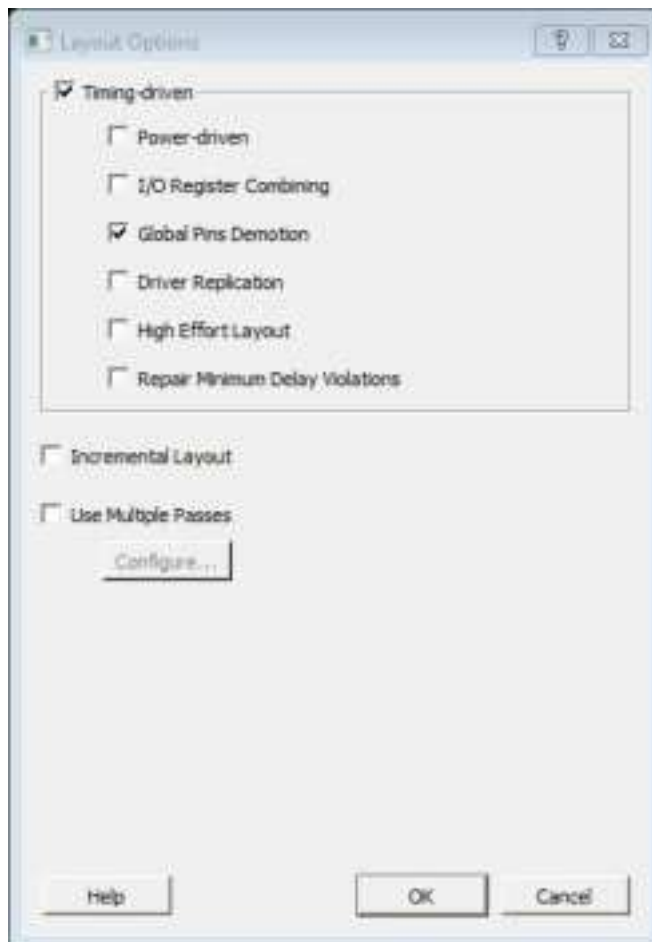 Layout Options
Timing-driven
Power-driven
I/O Register Combining
Global Pins Demotion
Driver Replication
High Effort Layout
Repair Minimum Delay Violations
Incremental Layout
Use Multiple Passes
Configure...
Help
OK
Cancel